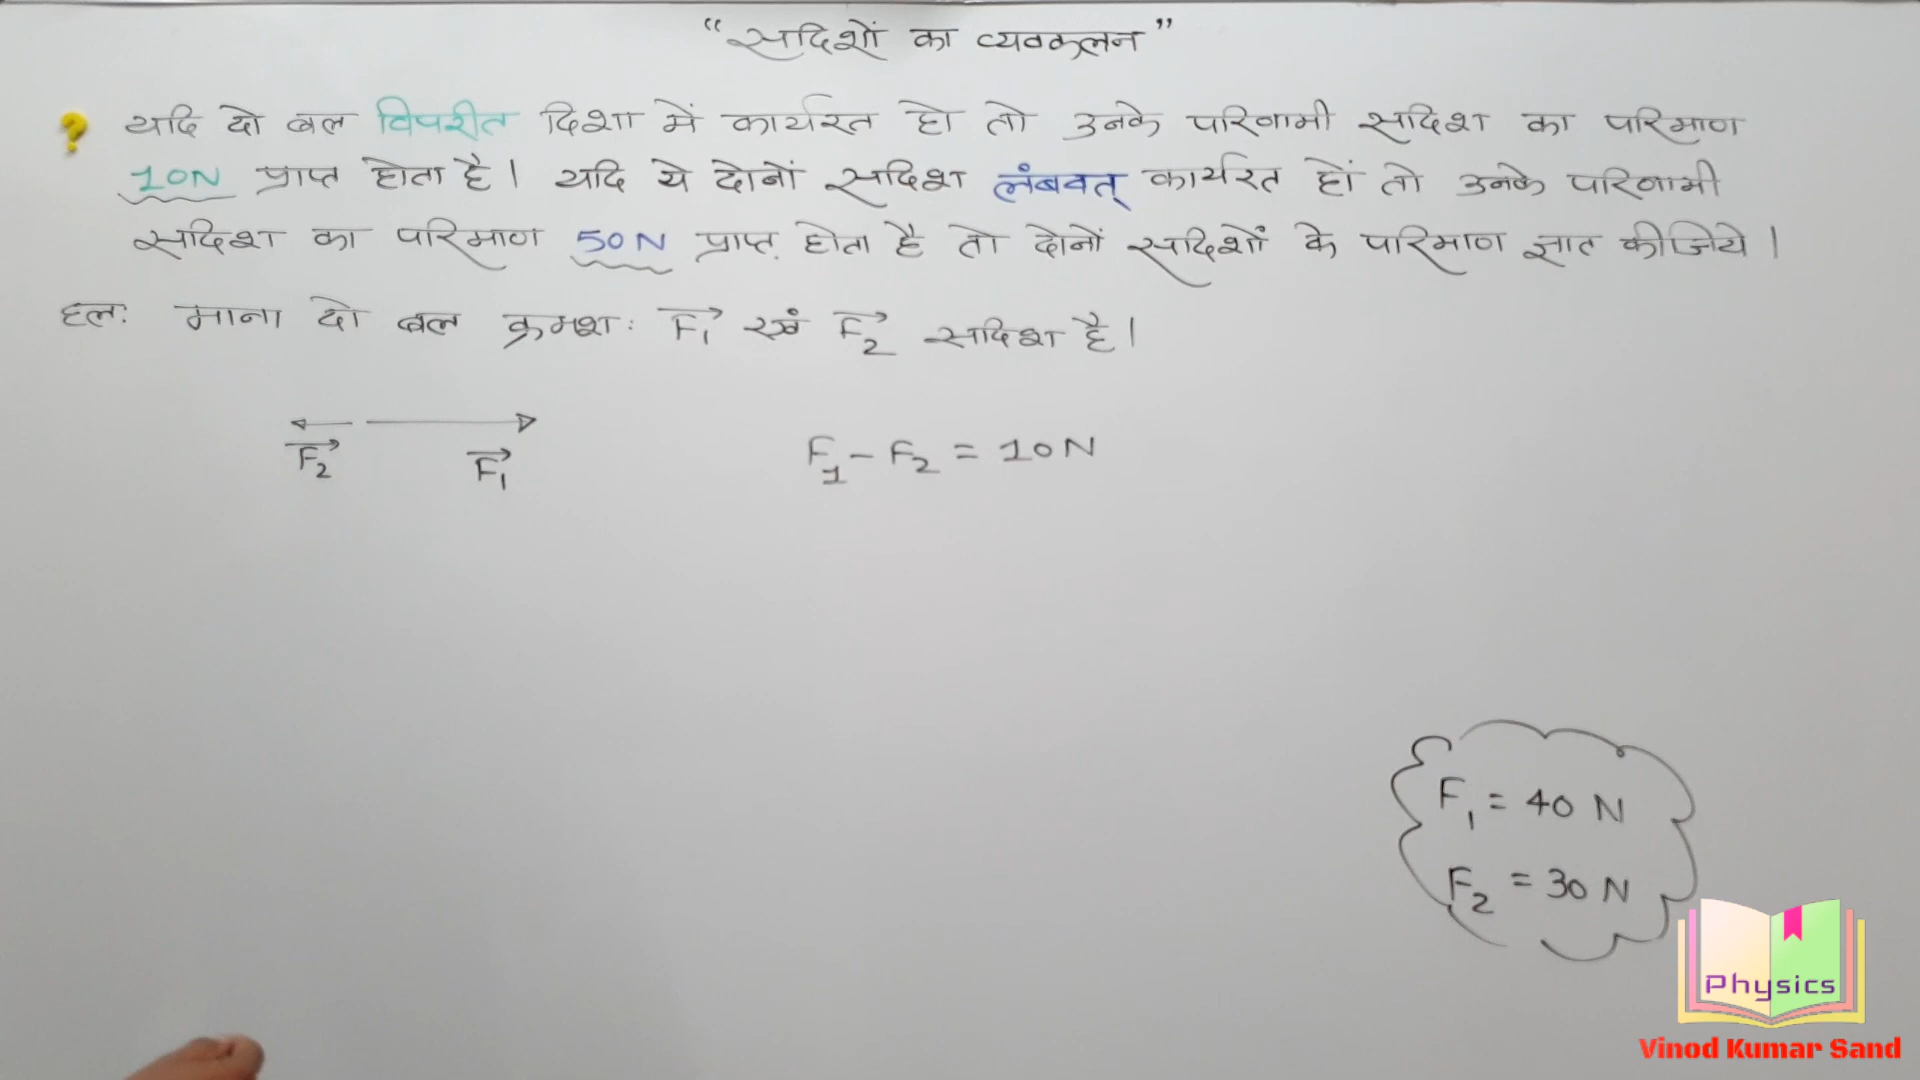 “सदिशों का व्यवकलन”
? यदि दो बल विपरीत दिशा में कार्यरत हो तो उनके परिणामी सदिश का परिमाण
10N प्राप्त होता है। यदि ये दोनों सदिश लंबवत् कार्यरत हों तो उनके परिणामी
सदिश का परिमाण 50N प्राप्त होता है तो दोनों सदिशों के परिमाण ज्ञात कीजिये।
हल: माना दो बल क्रमश: F₁→ एवं F₂→ सदिश है।
F₂→ F₁→ F₁ - F₂ = 10N
F₁ = 40 N
F₂ = 30 N
Physics
Vinod Kumar Sand